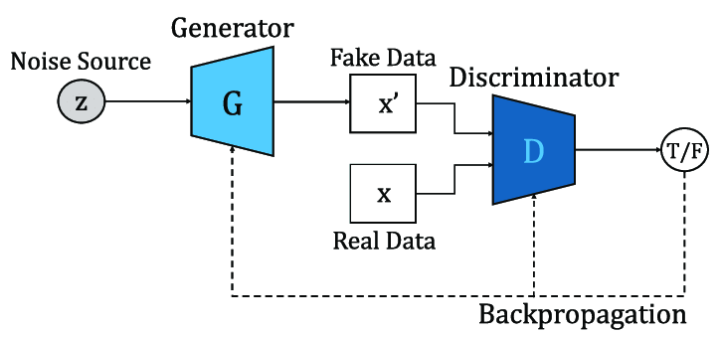 Generator
Noise Source
Fake Data
Discriminator
z
G
x’
D
T/F
x
Real Data
Backpropagation